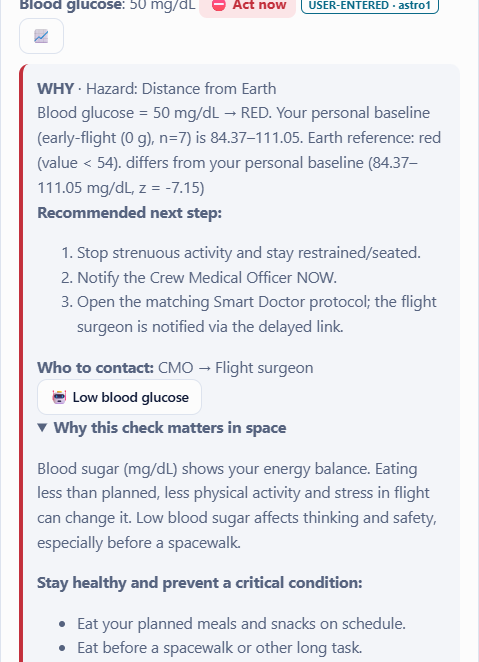 Blood glucose: 50 mg/dL ⛔ Act now USER-ENTERED · astro1
WHY · Hazard: Distance from Earth
Blood glucose = 50 mg/dL → RED. Your personal baseline
(early-flight (0 g), n=7) is 84.37–111.05. Earth reference: red
(value < 54). differs from your personal baseline (84.37–
111.05 mg/dL, z = -7.15)
Recommended next step:
1. Stop strenuous activity and stay restrained/seated.
2. Notify the Crew Medical Officer NOW.
3. Open the matching Smart Doctor protocol; the flight
surgeon is notified via the delayed link.
Who to contact: CMO → Flight surgeon
Low blood glucose
▼ Why this check matters in space
Blood sugar (mg/dL) shows your energy balance. Eating
less than planned, less physical activity and stress in flight
can change it. Low blood sugar affects thinking and safety,
especially before a spacewalk.
Stay healthy and prevent a critical condition:
• Eat your planned meals and snacks on schedule.
• Eat before a spacewalk or other long task.